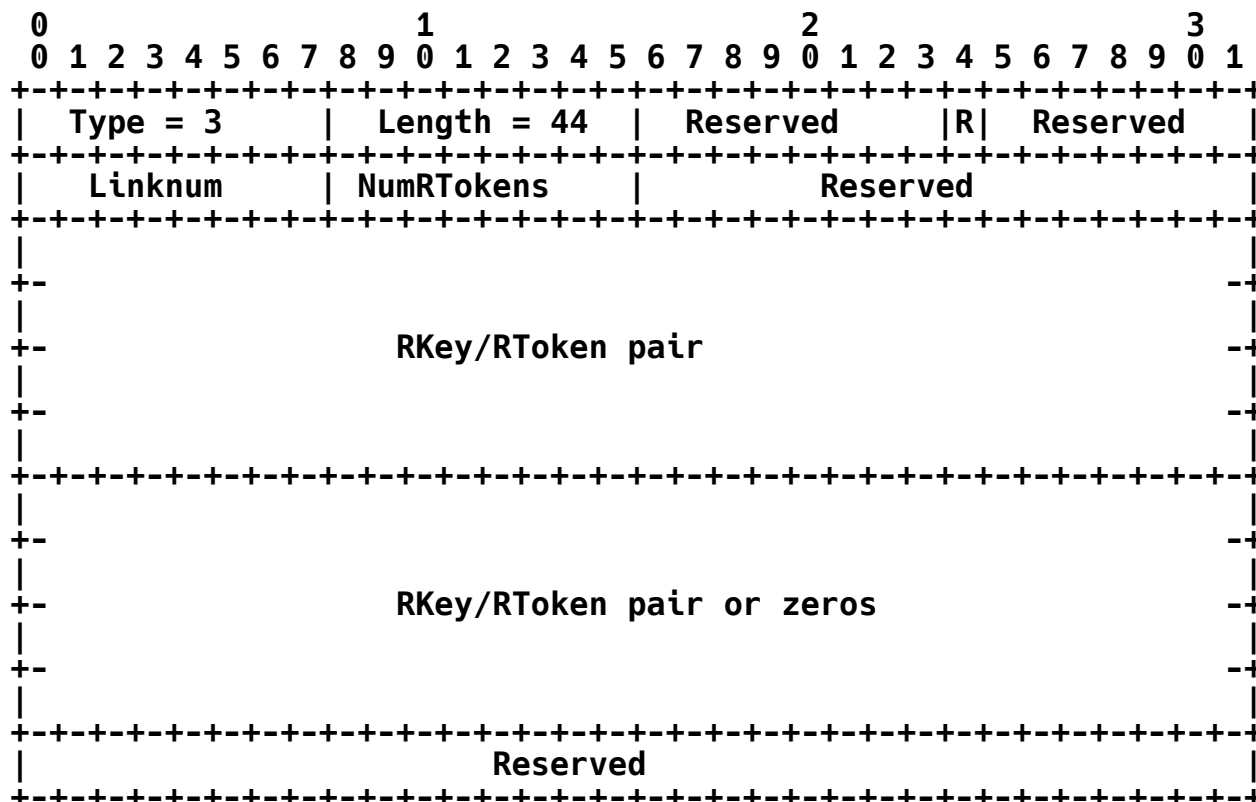 0                   1                   2                   3
 0 1 2 3 4 5 6 7 8 9 0 1 2 3 4 5 6 7 8 9 0 1 2 3 4 5 6 7 8 9 0 1
+-+-+-+-+-+-+-+-+-+-+-+-+-+-+-+-+-+-+-+-+-+-+-+-+-+-+-+-+-+-+-+-+
|  Type = 3     |  Length = 44  |  Reserved     |R|  Reserved   |
+-+-+-+-+-+-+-+-+-+-+-+-+-+-+-+-+-+-+-+-+-+-+-+-+-+-+-+-+-+-+-+-+
|   Linknum     | NumRTokens    |         Reserved              |
+-+-+-+-+-+-+-+-+-+-+-+-+-+-+-+-+-+-+-+-+-+-+-+-+-+-+-+-+-+-+-+-+
|                                                               |
+-                                                             -+
|                                                               |
+-                  RKey/RToken pair                           -+
|                                                               |
+-                                                             -+
|                                                               |
+-+-+-+-+-+-+-+-+-+-+-+-+-+-+-+-+-+-+-+-+-+-+-+-+-+-+-+-+-+-+-+-+
|                                                               |
+-                                                             -+
|                                                               |
+-                  RKey/RToken pair or zeros                  -+
|                                                               |
+-                                                             -+
|                                                               |
+-+-+-+-+-+-+-+-+-+-+-+-+-+-+-+-+-+-+-+-+-+-+-+-+-+-+-+-+-+-+-+-+
|                        Reserved                               |
+-+-+-+-+-+-+-+-+-+-+-+-+-+-+-+-+-+-+-+-+-+-+-+-+-+-+-+-+-+-+-+-+